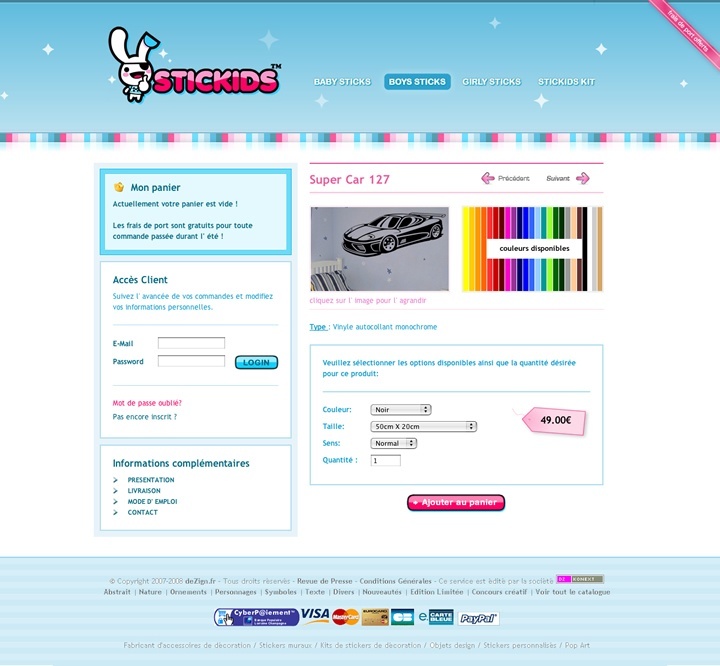 frais de port offerts
STICKIDS™
BABY STICKS
BOYS STICKS
GIRLY STICKS
STICKIDS KIT
Mon panier
Actuellement votre panier est vide !
Les frais de port sont gratuits pour toute
commande passée durant l' été !
Accès Client
Suivez l' avancée de vos commandes et modifiez
vos informations personnelles.
E-Mail
Password
LOGIN
Mot de passe oublié?
Pas encore inscrit ?
Informations complémentaires
PRESENTATION
LIVRAISON
MODE D' EMPLOI
CONTACT
Super Car 127
Précédent
Suivant
couleurs disponibles
cliquez sur l' image pour l' agrandir
Type : Vinyle autocollant monochrome
Veuillez sélectionner les options disponibles ainsi que la quantité désirée
pour ce produit:
Couleur: Noir
Taille: 50cm X 20cm
Sens: Normal
Quantité : 1
49.00€
Ajouter au panier
© Copyright 2007-2008 deZign.fr - Tous droits réservés - Revue de Presse - Conditions Générales - Ce service est édité par la société
Abstrait | Nature | Ornements | Personnages | Symboles | Texte | Divers | Nouveautés | Edition Limitée | Concours créatif | Voir tout le catalogue
CyberP@iement™
VISA
MasterCard
CB
e CARTE BLEUE
PayPal
Fabricant d'accessoires de décoration / Stickers muraux / Kits de stickers de décoration / Objets design / Stickers personnalisés / Pop Art